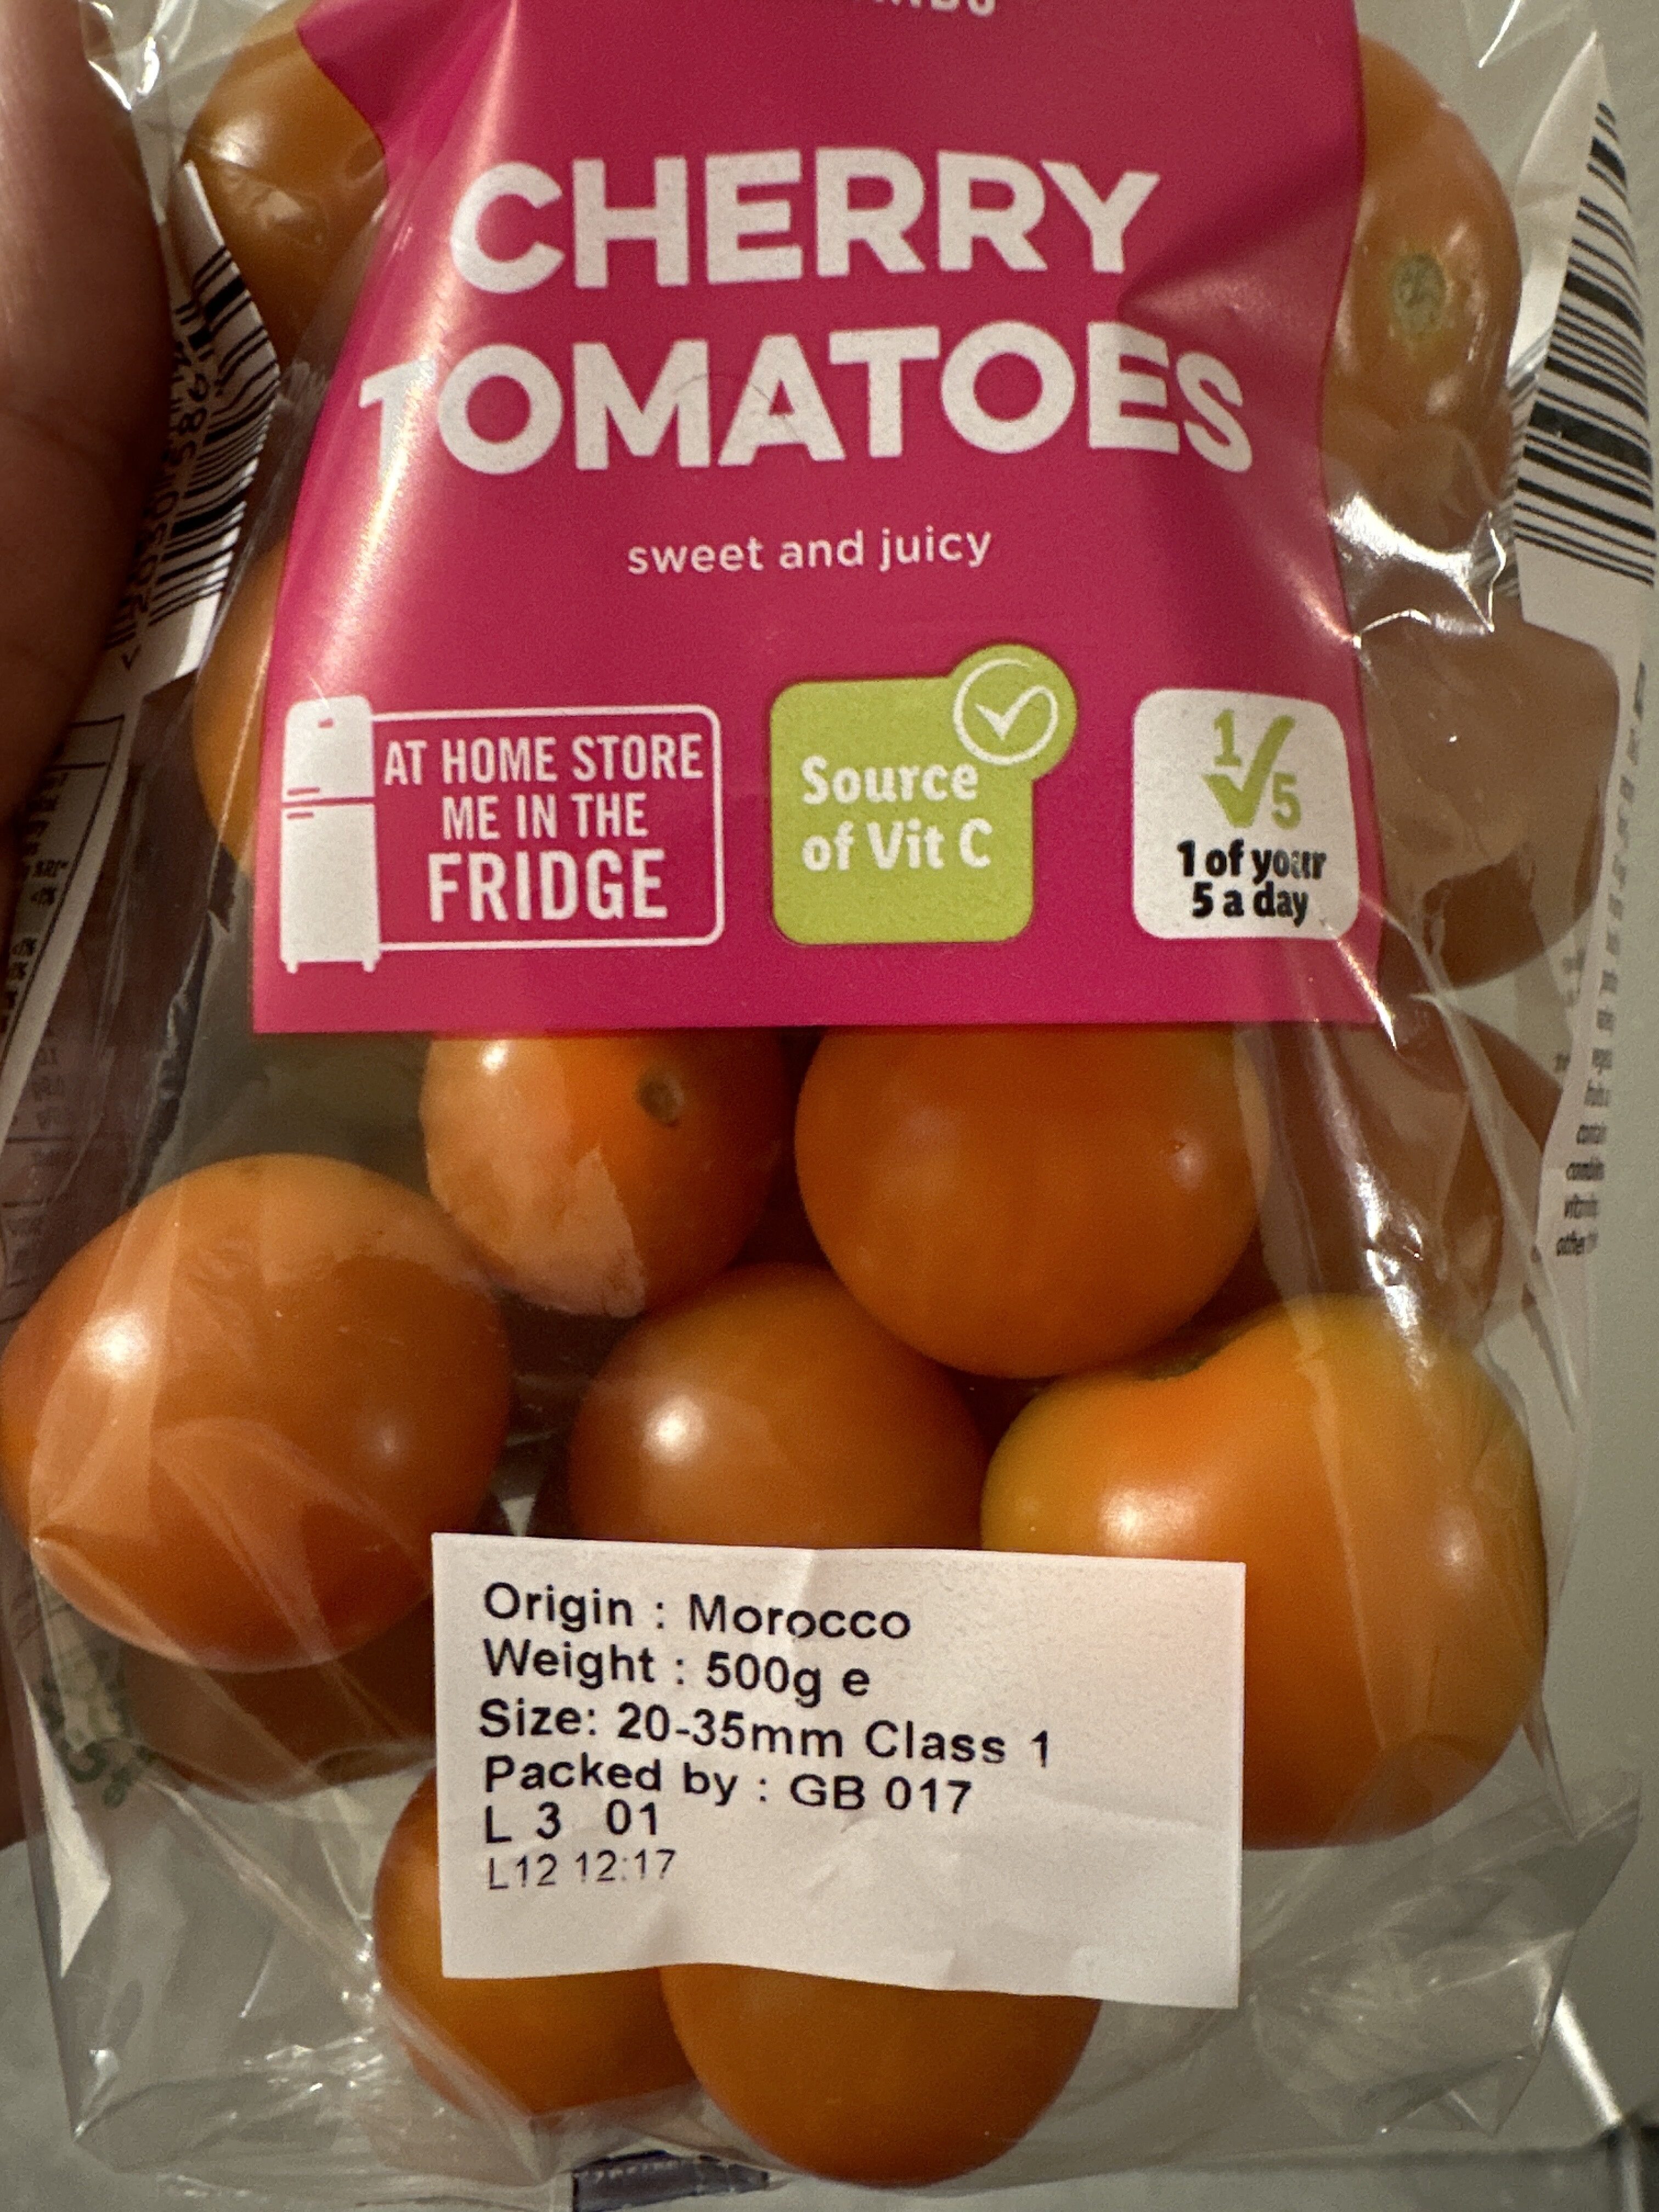 CHERRY
TOMATOES
sweet and juicy
AT HOME STORE
ME IN THE
FRIDGE
Source
of Vit C
1/5
1 of your
5 a day
Origin : Morocco
Weight : 500g e
Size: 20-35mm Class 1
Packed by : GB 017
L 3 01
L12 12:17